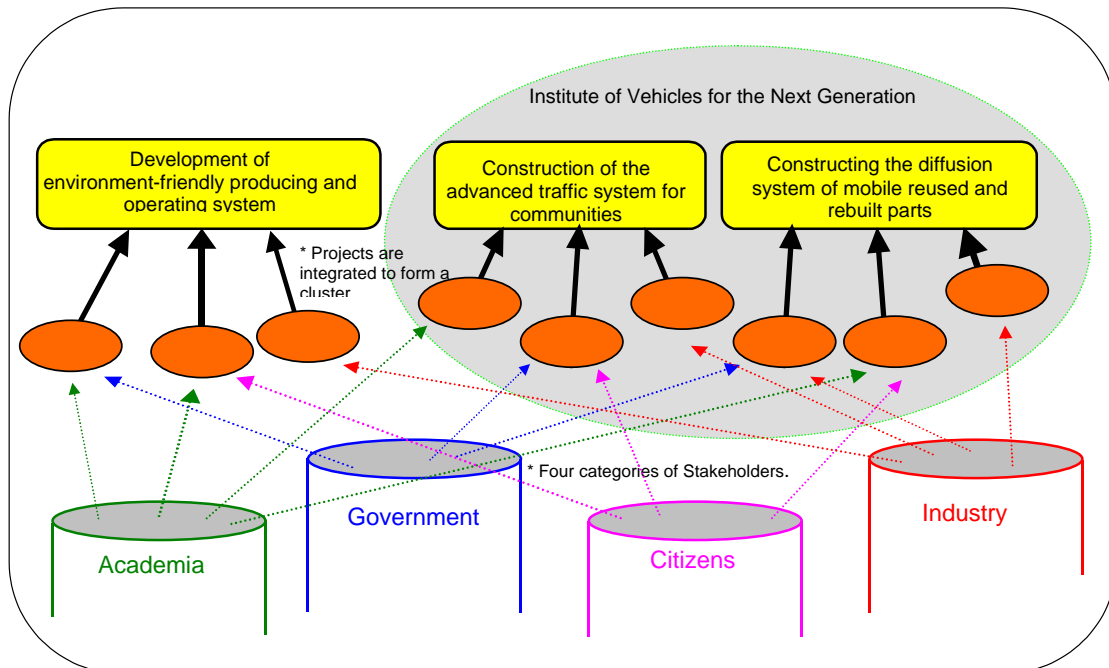 Institute of Vehicles for the Next Generation
Development of
environment-friendly producing and
operating system
Construction of the
advanced traffic system for
communities
Constructing the diffusion
system of mobile reused and
rebuilt parts
* Projects are
integrated to form a
cluster
* Four categories of Stakeholders.
Government
Industry
Academia
Citizens